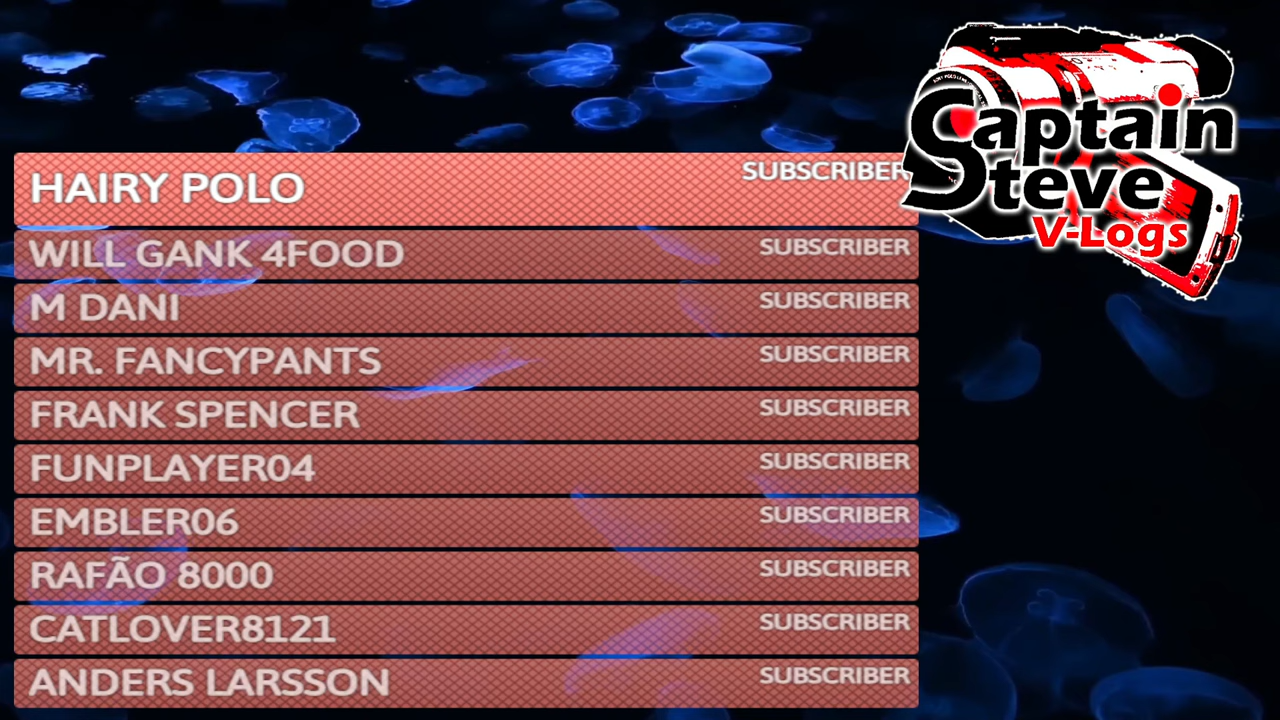 Captain
Steve
V-Logs
HAIRY POLO SUBSCRIBER
WILL GANK 4FOOD SUBSCRIBER
M DANI SUBSCRIBER
MR. FANCYPANTS SUBSCRIBER
FRANK SPENCER SUBSCRIBER
FUNPLAYER04 SUBSCRIBER
EMBLER06 SUBSCRIBER
RAFÃO 8000 SUBSCRIBER
CATLOVER8121 SUBSCRIBER
ANDERS LARSSON SUBSCRIBER